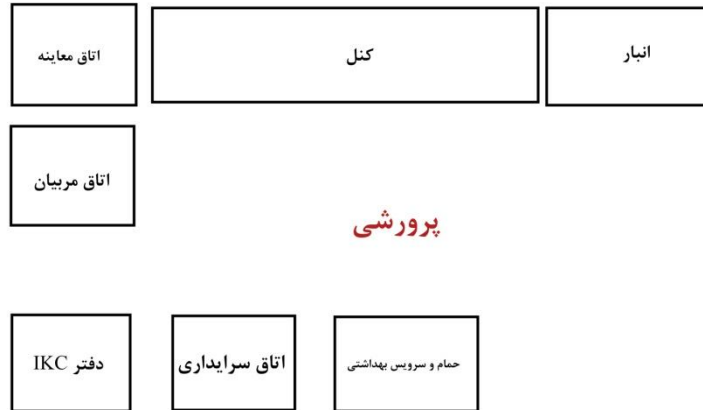 انبار
کنل
اتاق معاینه
اتاق مربیان
پرورشی
حمام و سرویس بهداشتی
اتاق سرایداری
دفتر IKC